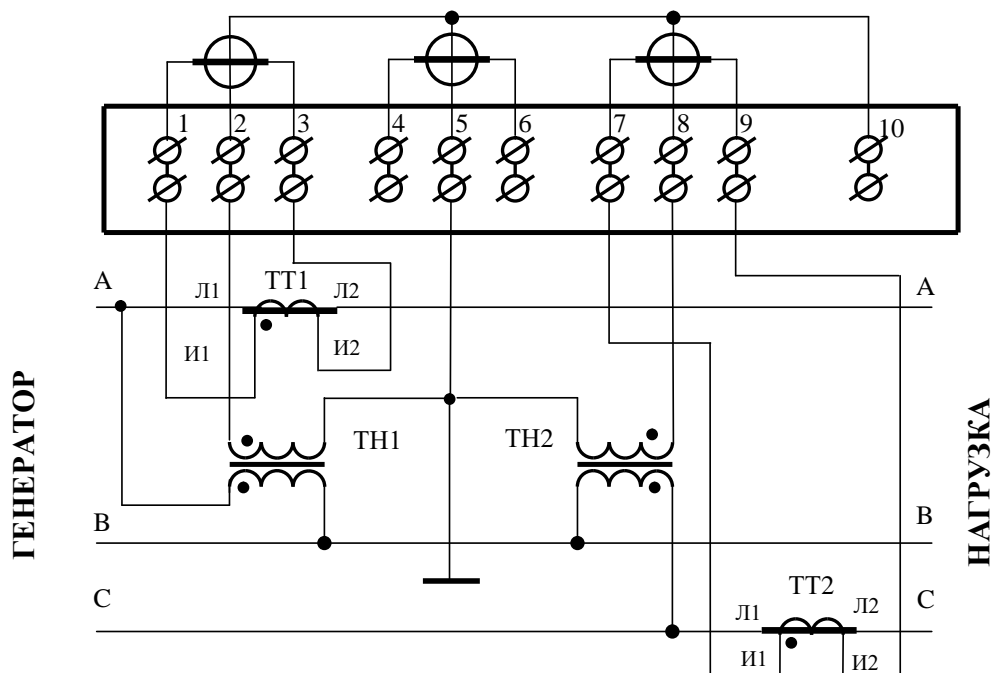 1 2 3 4 5 6 7 8 9 10
А Л1 ТТ1 Л2 А
И1 И2
ТН1 ТН2
ГЕНЕРАТОР
НАГРУЗКА
В В
С Л1 ТТ2 Л2 С
И1 И2